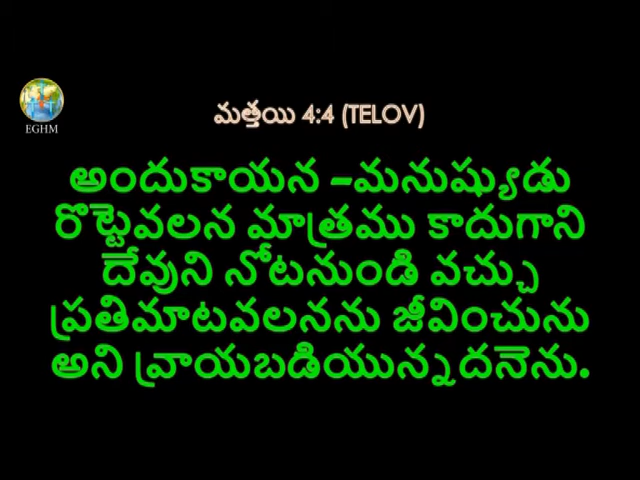 మత్తయి 4:4 (TELOV)
EGHM
అందుకాయన –మనుష్యుడు
రొట్టెవలన మాత్రము కాదుగాని
దేవుని నోటనుండి వచ్చు
ప్రతిమాటవలనను జీవించును
అని వ్రాయబడియున్నదనెను.